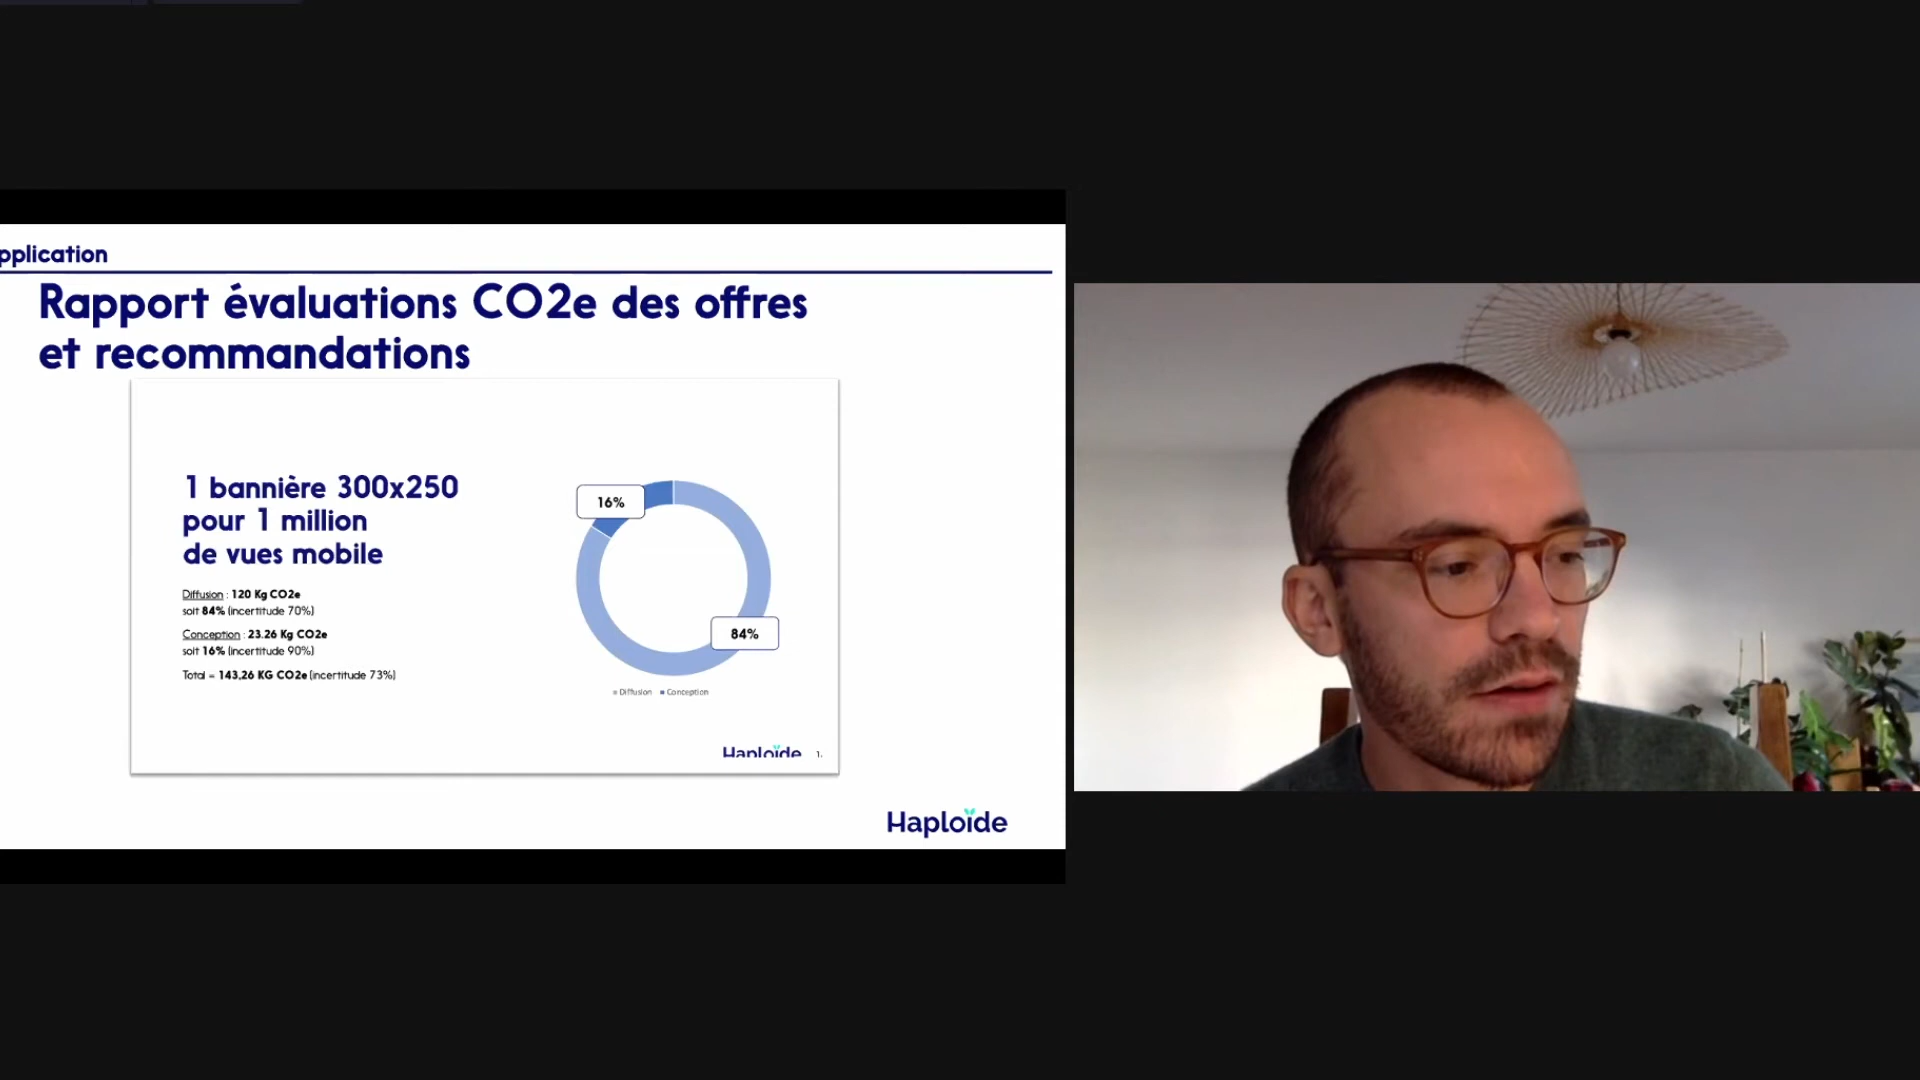 pplication
Rapport évaluations CO2e des offres
et recommandations
1 bannière 300x250
pour 1 million
de vues mobile
Diffusion : 120 Kg CO2e
soit 84% (incertitude 70%)
Conception : 23.26 Kg CO2e
soit 16% (incertitude 90%)
Total = 143,26 KG CO2e (incertitude 73%)
16%
84%
Diffusion Conception
Haploïde
Haploïde